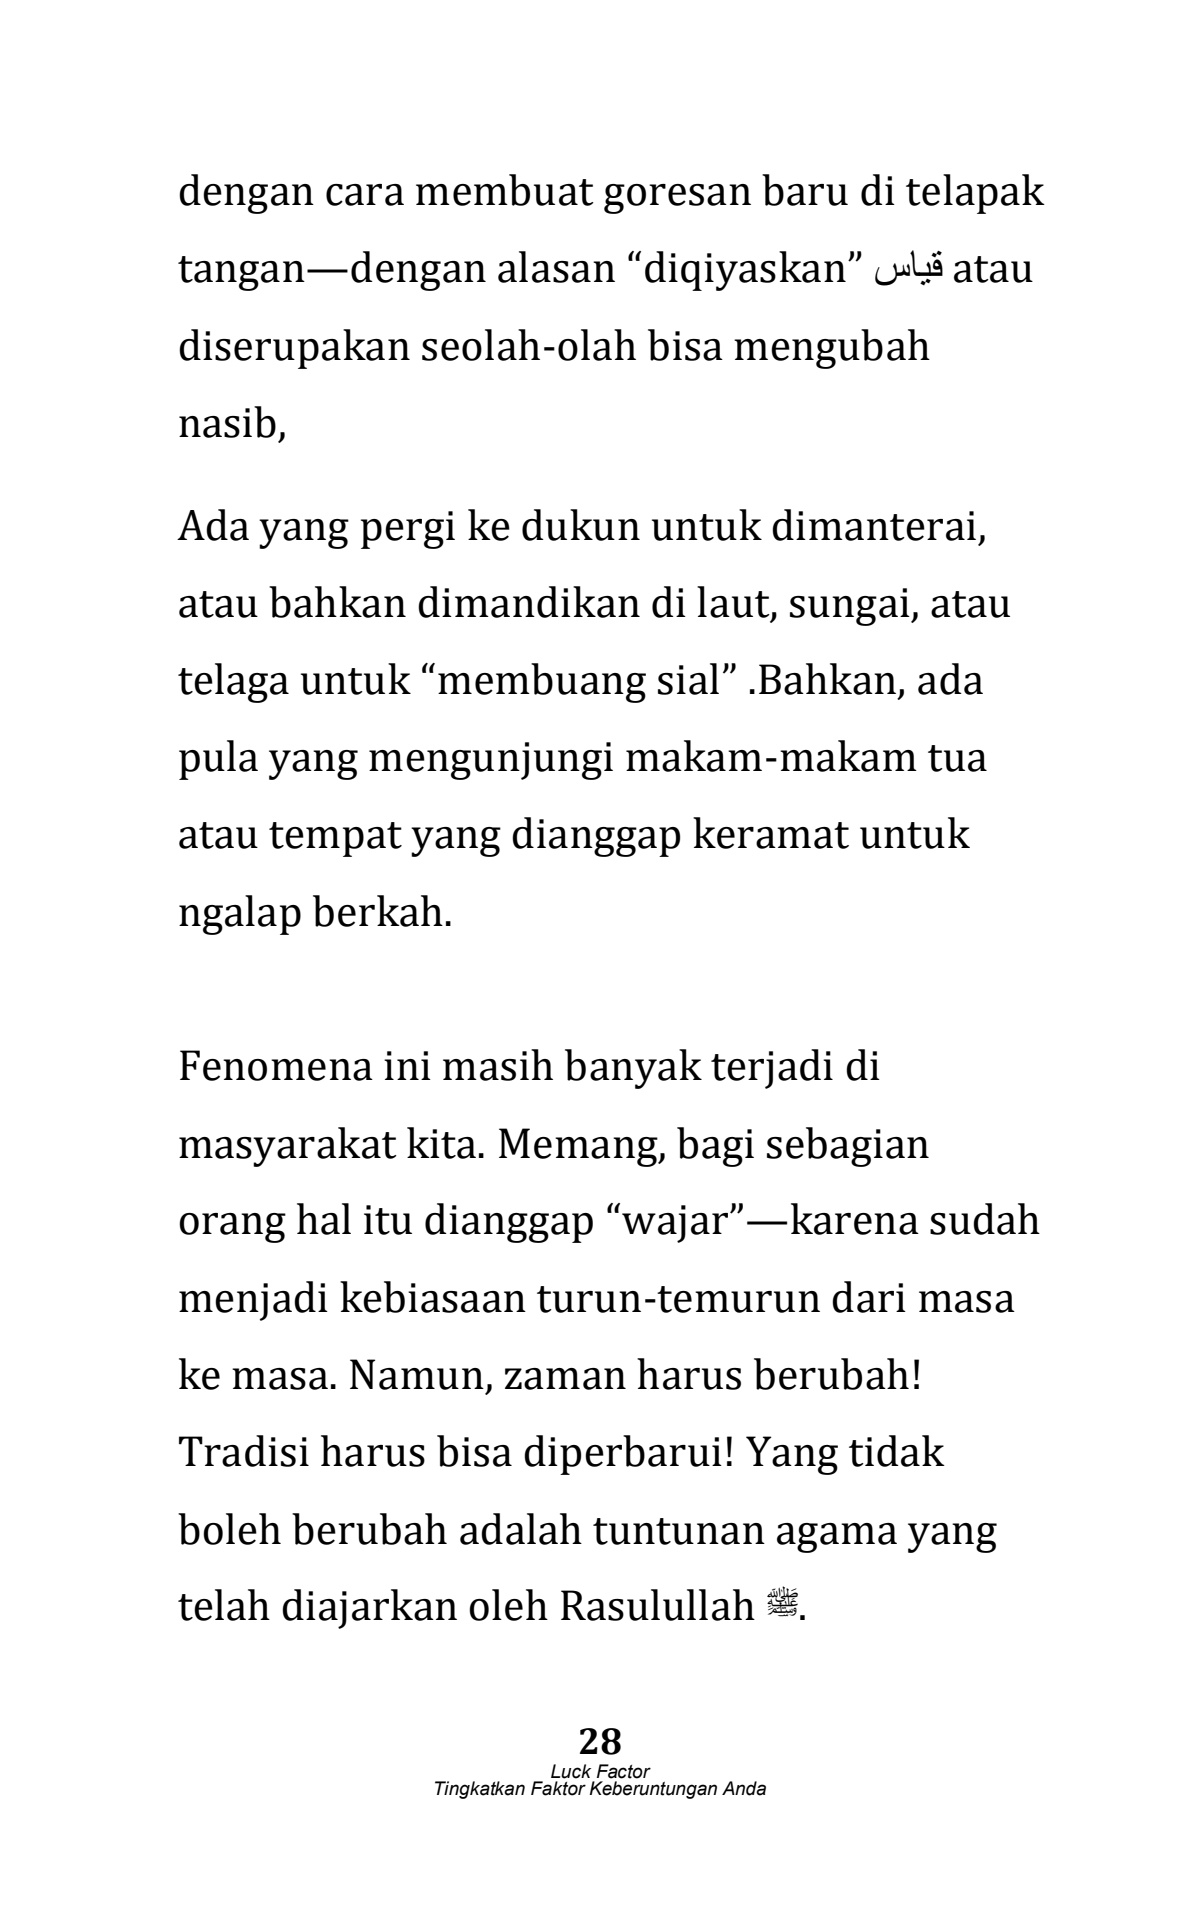 dengan cara membuat goresan baru di telapak
tangan—dengan alasan “diqiyaskan” قياس atau
diserupakan seolah-olah bisa mengubah
nasib,
Ada yang pergi ke dukun untuk dimanterai,
atau bahkan dimandikan di laut, sungai, atau
telaga untuk “membuang sial” .Bahkan, ada
pula yang mengunjungi makam-makam tua
atau tempat yang dianggap keramat untuk
ngalap berkah.
Fenomena ini masih banyak terjadi di
masyarakat kita. Memang, bagi sebagian
orang hal itu dianggap “wajar”—karena sudah
menjadi kebiasaan turun-temurun dari masa
ke masa. Namun, zaman harus berubah!
Tradisi harus bisa diperbarui! Yang tidak
boleh berubah adalah tuntunan agama yang
telah diajarkan oleh Rasulullah ﷺ.
28
Luck Factor
Tingkatkan Faktor Keberuntungan Anda